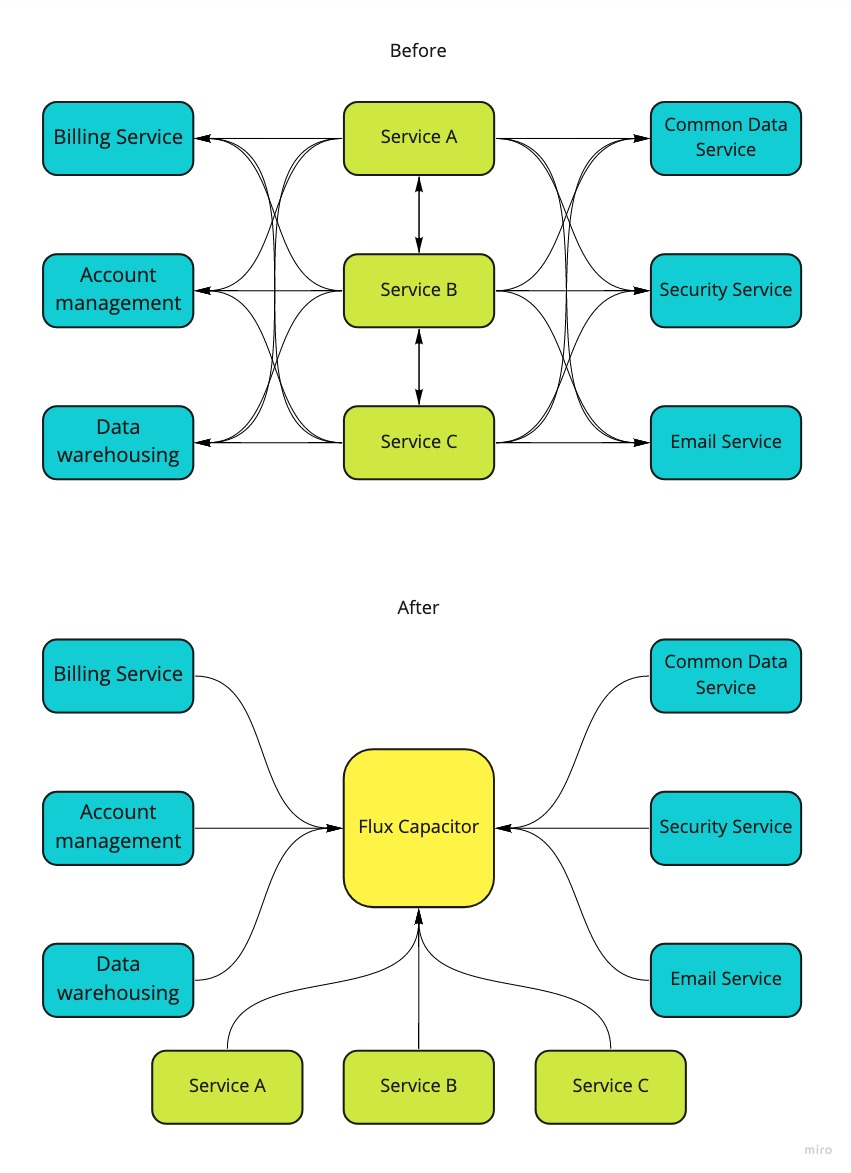 Before
Billing Service
Service A
Common Data
Service
Account
management
Service B
Security Service
Data
warehousing
Service C
Email Service
After
Billing Service
Common Data
Service
Account
management
Flux Capacitor
Security Service
Data
warehousing
Email Service
Service A
Service B
Service C
miro